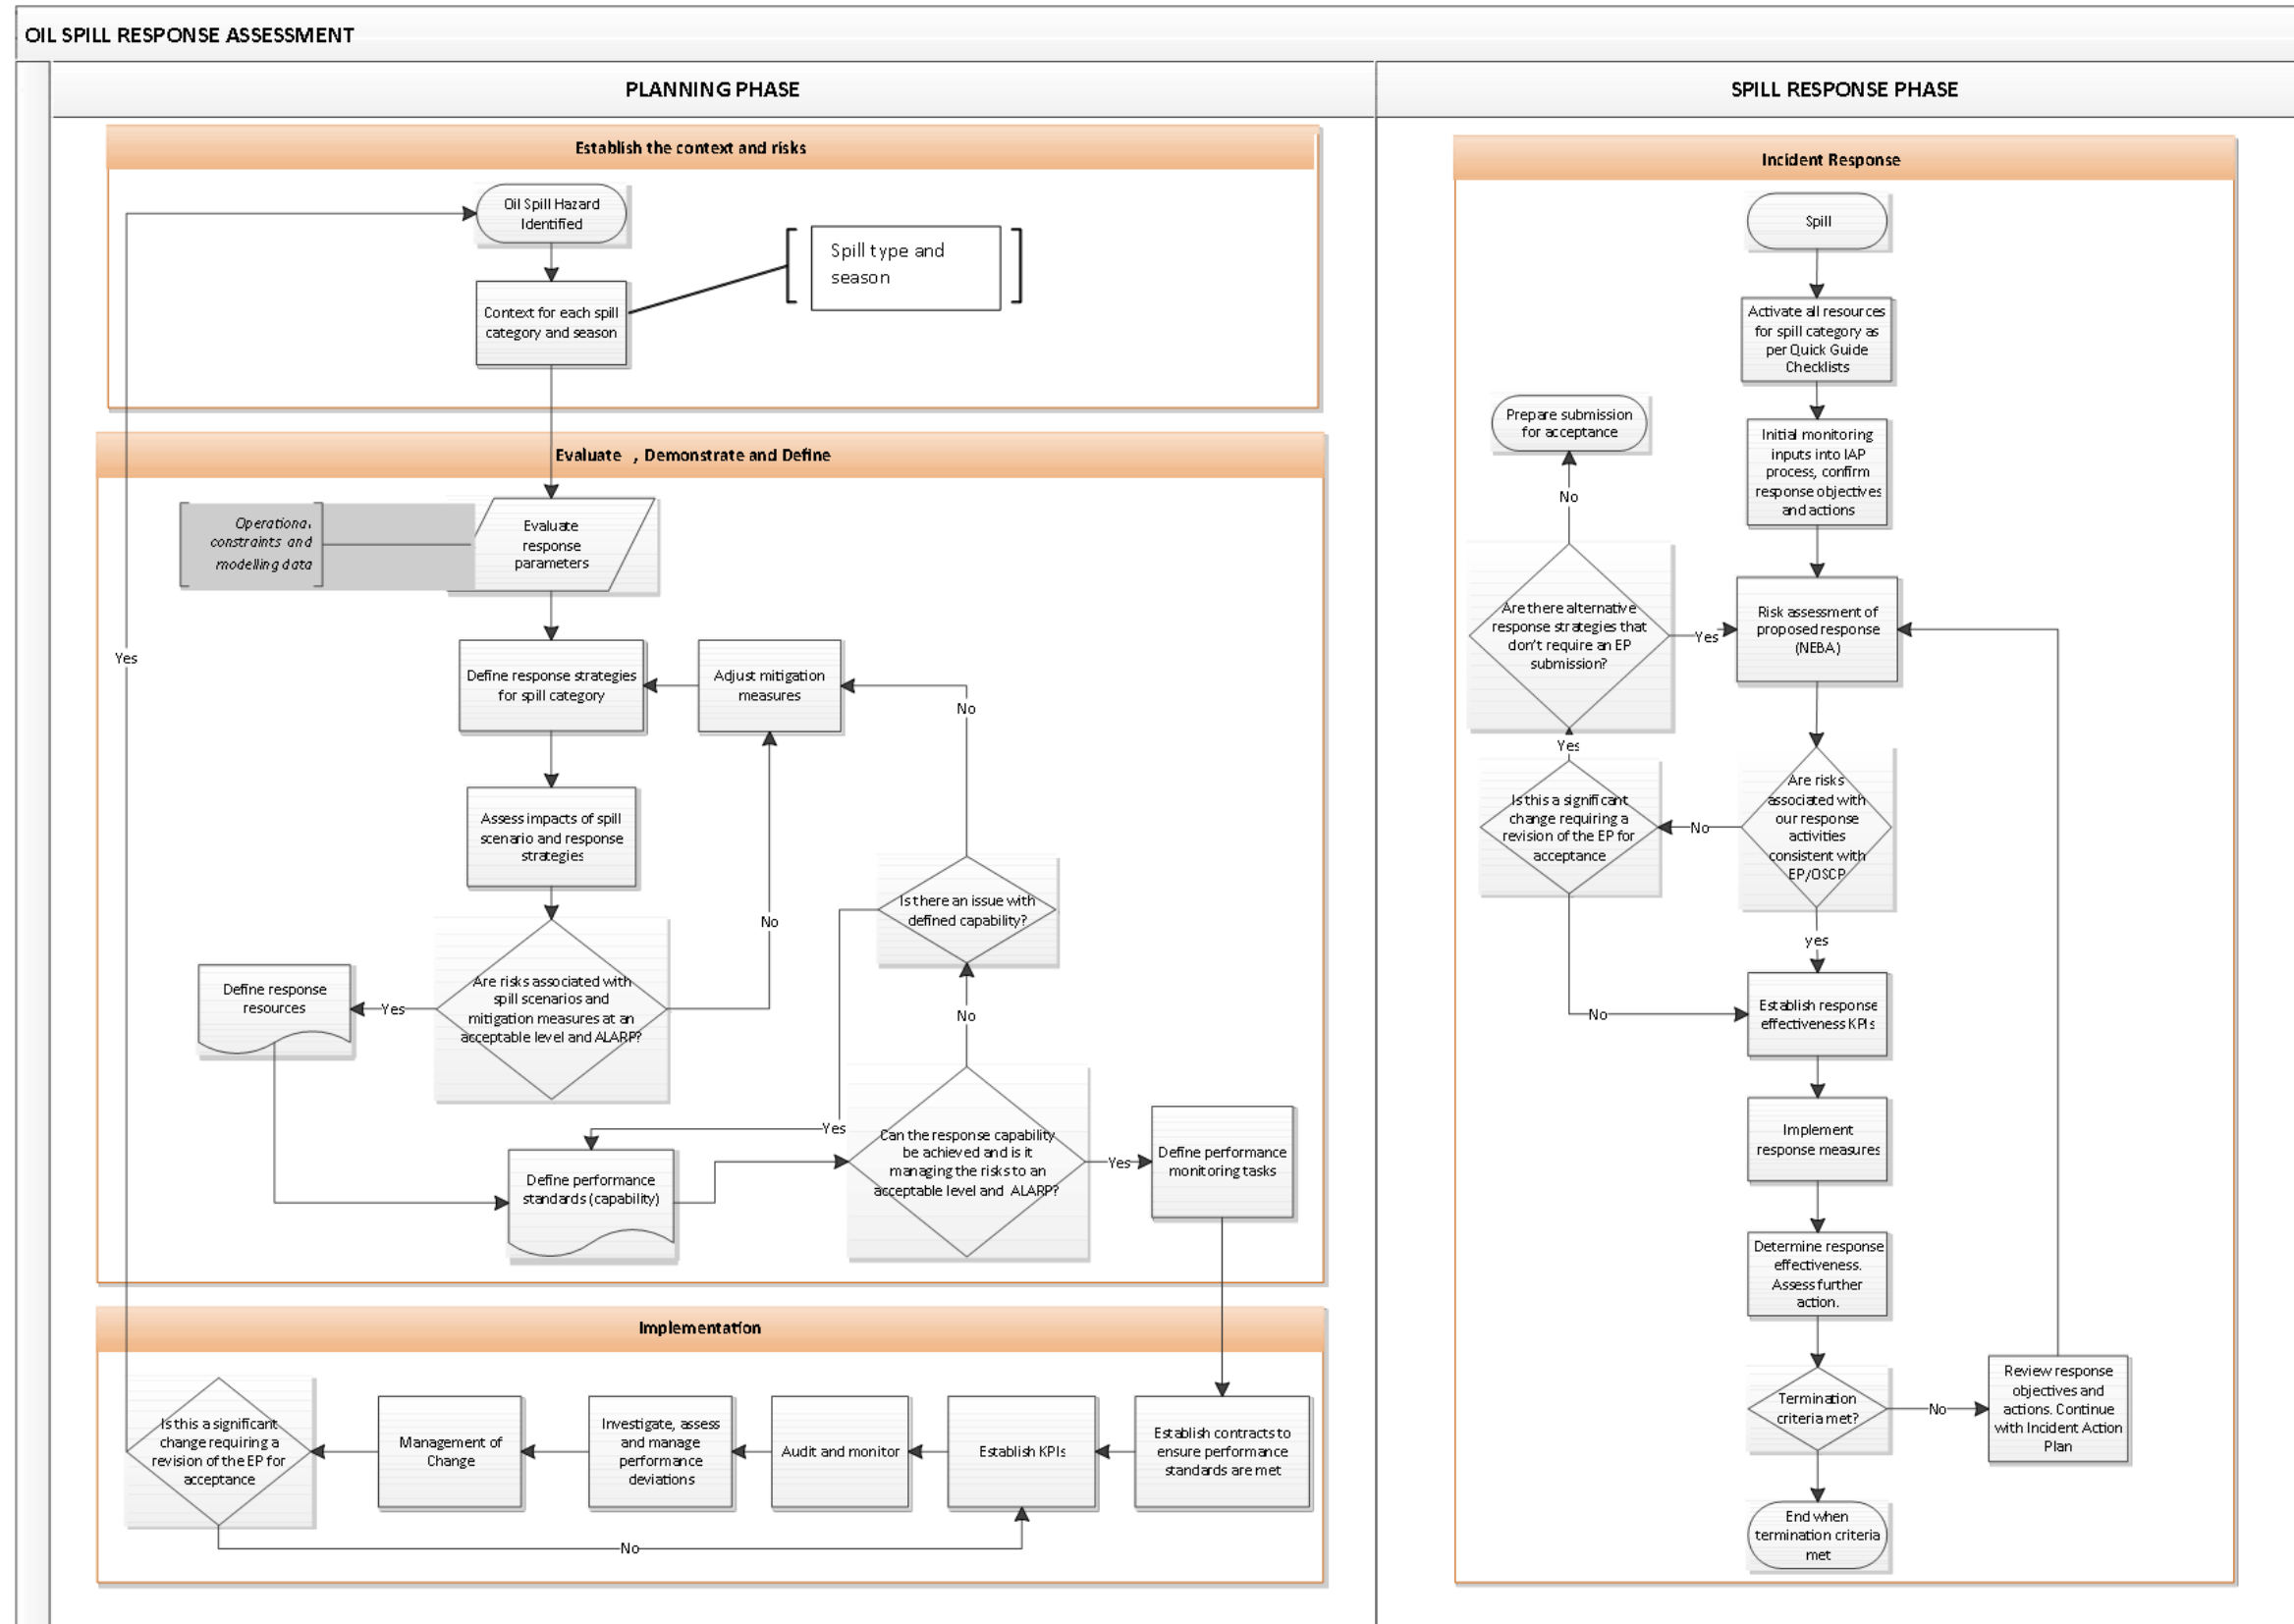 OIL SPILL RESPONSE ASSESSMENT
PLANNING PHASE
Establish the context and risks
Oil Spill Hazard
Identified
Spill type and
season
Context for each spill
category and season
Evaluate , Demonstrate and Define
Operational
constraints and
modelling data
Evaluate
response
parameters
Yes
Define response strategies
for spill category
Adjust mitigation
measures
No
Assess impacts of spill
scenario and response
strategies
No
Is there an issue with
defined capability?
Are risks associated with
spill scenarios and
mitigation measures at an
acceptable level and ALARP?
Yes
Define response
resources
No
Yes
Define performance
standards (capability)
Can the response capability
be achieved and is it
managing the risks to an
acceptable level and ALARP?
Yes
Define performance
monitoring tasks
Implementation
Is this a significant
change requiring a
revision of the EP for
acceptance
Management of
Change
Investigate, assess
and manage
performance
deviations
Audit and monitor
Establish KPIs
Establish contracts to
ensure performance
standards are met
No
SPILL RESPONSE PHASE
Incident Response
Spill
Activate all resources
for spill category as
per Quick Guide
Checklists
Prepare submission
for acceptance
Initial monitoring
inputs into IAP
process, confirm
response objectives
and actions
No
Are there alternative
response strategies that
don't require an EP
submission?
Yes
Risk assessment of
proposed response
(NEBA)
Yes
Is this a significant
change requiring a
revision of the EP for
acceptance
No
Are risks
associated with
our response
activities
consistent with
EP/OSCP
yes
No
Establish response
effectiveness KPIs
Implement
response measures
Determine response
effectiveness.
Assess further
action.
Termination
criteria met?
No
Review response
objectives and
actions. Continue
with Incident Action
Plan
End when
termination criteria
met